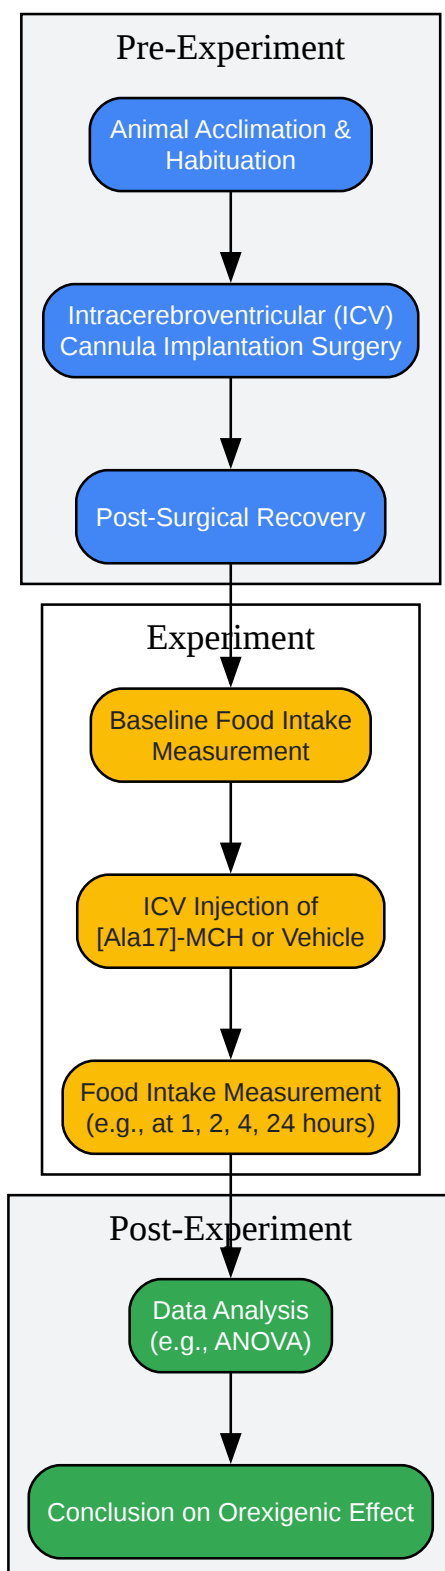 Pre-Experiment
Animal Acclimation &
Habituation
Intracerebroventricular (ICV)
Cannula Implantation Surgery
Post-Surgical Recovery
Experiment
Baseline Food Intake
Measurement
ICV Injection of
[Ala17]-MCH or Vehicle
Food Intake Measurement
(e.g., at 1, 2, 4, 24 hours)
Post-Experiment
Data Analysis
(e.g., ANOVA)
Conclusion on Orexigenic Effect